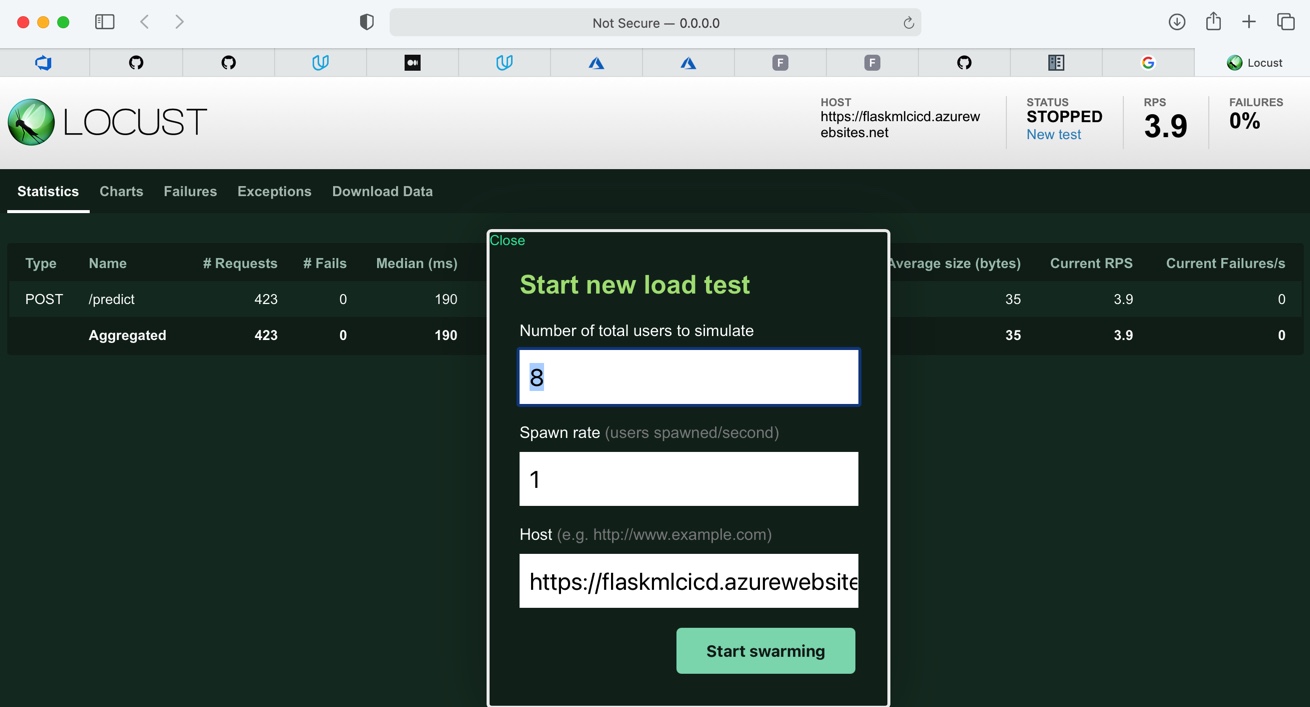 Not Secure — 0.0.0.0
F
F
Locust
LOCUST
HOST
https://flaskmlcicd.azurew
ebsites.net
STATUS
STOPPED
New test
RPS
3.9
FAILURES
0%
Statistics Charts Failures Exceptions Download Data
Close
Start new load test
Number of total users to simulate
8
Spawn rate (users spawned/second)
1
Host (e.g. http://www.example.com)
https://flaskmlcicd.azurewebsite
Start swarming
Type Name # Requests # Fails Median (ms) Average size (bytes) Current RPS Current Failures/s
POST /predict 423 0 190 35 3.9 0
Aggregated 423 0 190 35 3.9 0